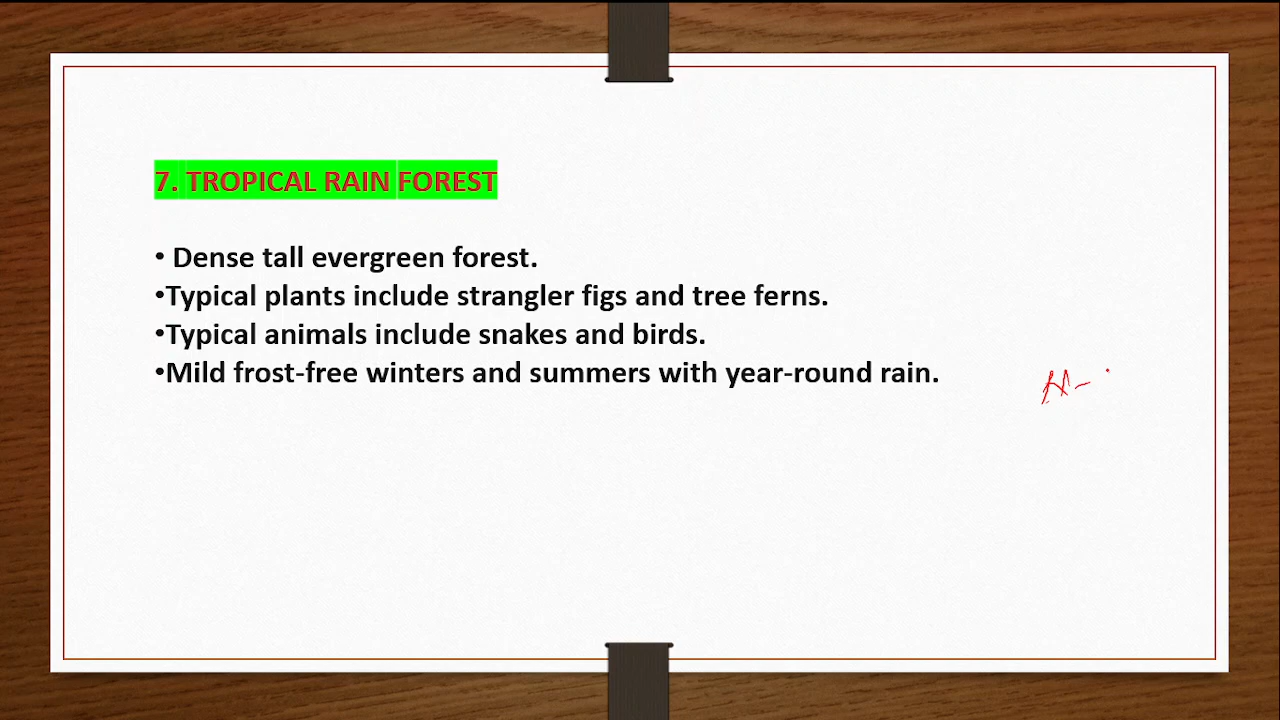 7. TROPICAL RAIN FOREST
• Dense tall evergreen forest.
•Typical plants include strangler figs and tree ferns.
•Typical animals include snakes and birds.
•Mild frost-free winters and summers with year-round rain.